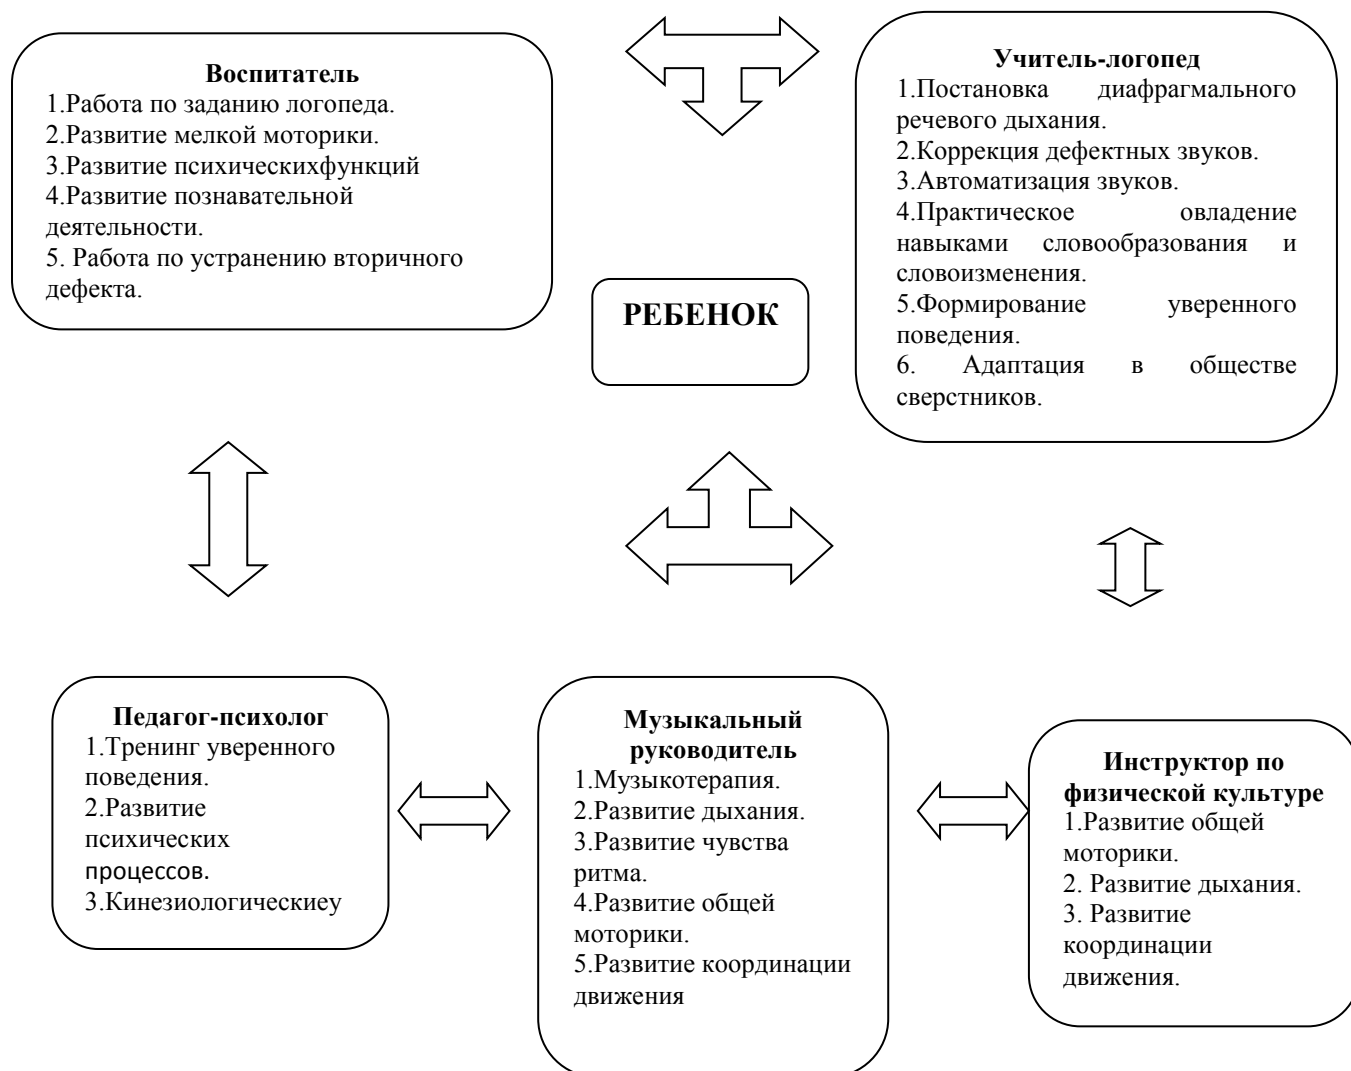 Воспитатель
1.Работа по заданию логопеда.
2.Развитие мелкой моторики.
3.Развитие психическихфункций
4.Развитие познавательной
деятельности.
5. Работа по устранению вторичного
дефекта.
Учитель-логопед
1.Постановка диафрагмального
речевого дыхания.
2.Коррекция дефектных звуков.
3.Автоматизация звуков.
4.Практическое овладение
навыками словообразования и
словоизменения.
5.Формирование уверенного
поведения.
6. Адаптация в обществе
сверстников.
РЕБЕНОК
Педагог-психолог
1.Тренинг уверенного
поведения.
2.Развитие
психических
процессов.
3.Кинезиологическиеу
Музыкальный
руководитель
1.Музыкотерапия.
2.Развитие дыхания.
3.Развитие чувства
ритма.
4.Развитие общей
моторики.
5.Развитие координации
движения
Инструктор по
физической культуре
1.Развитие общей
моторики.
2. Развитие дыхания.
3. Развитие
координации
движения.